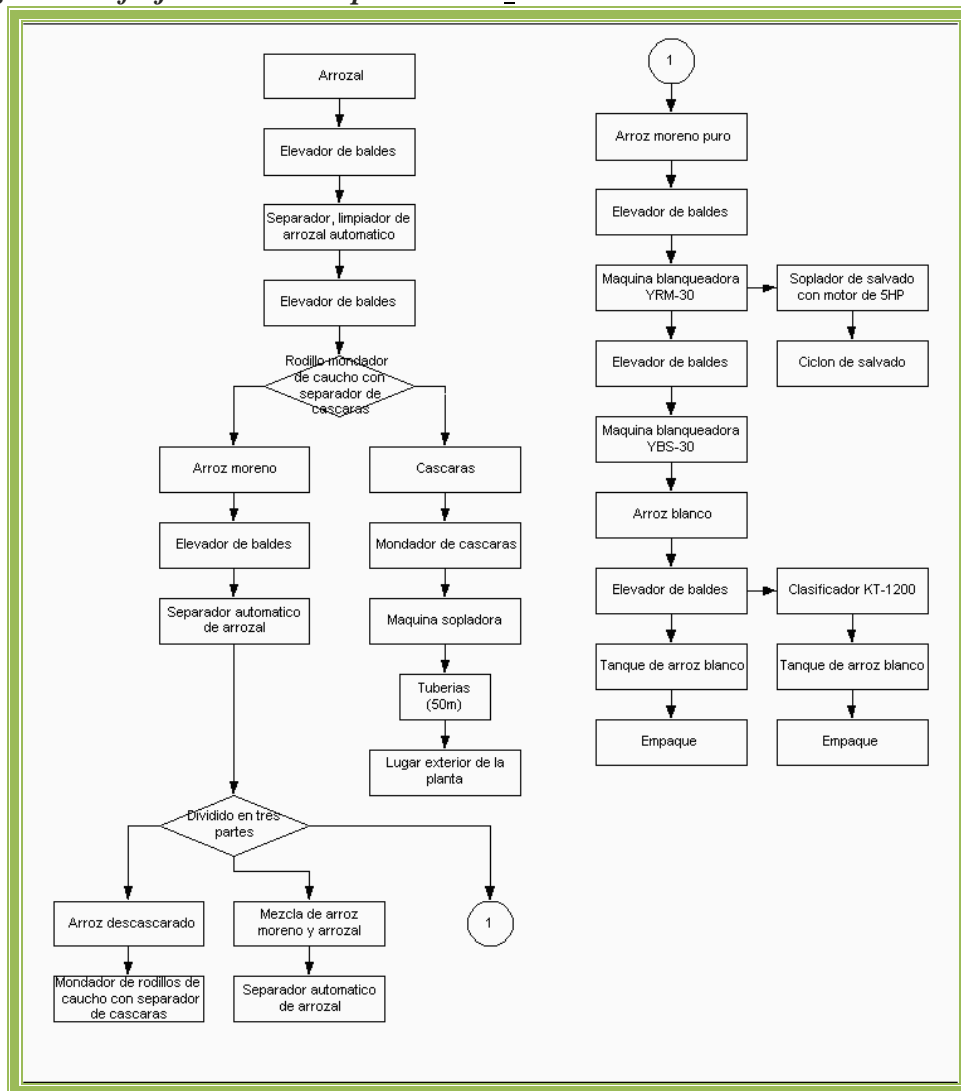 Arrozal
Elevador de baldes
Separador, limpiador de
arrozal automatico
Elevador de baldes
Rodillo mondador
de caucho con
separador de
cascaras
Arroz moreno
Elevador de baldes
Separador automatico
de arrozal
Cascaras
Mondador de cascaras
Maquina sopladora
Tuberias
(50m)
Lugar exterior de la
planta
Dividido en tres
partes
Arroz descascarado
Mondador de rodillos de
caucho con separador
de cascaras
Mezcla de arroz
moreno y arrozal
Separador automatico
de arrozal
1
1
Arroz moreno puro
Elevador de baldes
Maquina blanqueadora
YRM-30
Soplador de salvado
con motor de 5HP
Ciclon de salvado
Elevador de baldes
Maquina blanqueadora
YBS-30
Arroz blanco
Elevador de baldes
Clasificador KT-1200
Tanque de arroz blanco
Empaque
Tanque de arroz blanco
Empaque